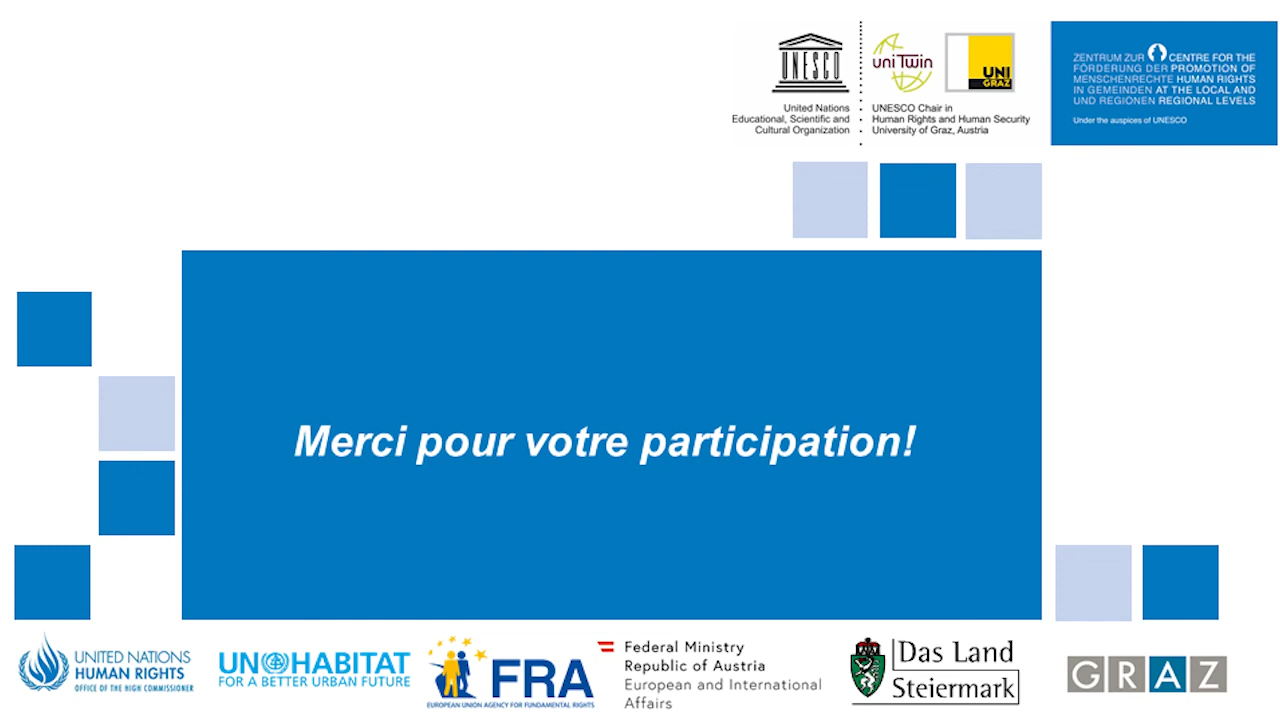 UNESCO
United Nations
Educational, Scientific and
Cultural Organization
uniTwin
UNI
GRAZ
UNESCO Chair in
Human Rights and Human Security
University of Graz, Austria
ZENTRUM ZUR CENTRE FOR THE
FÖRDERUNG DER PROMOTION OF
MENSCHENRECHTE HUMAN RIGHTS
IN GEMEINDEN AT THE LOCAL AND
UND REGIONEN REGIONAL LEVELS
Under the auspices of UNESCO
Merci pour votre participation!
UNITED NATIONS
HUMAN RIGHTS
OFFICE OF THE HIGH COMMISSIONER
UN HABITAT
FOR A BETTER URBAN FUTURE
FRA
EUROPEAN UNION AGENCY FOR FUNDAMENTAL RIGHTS
Federal Ministry
Republic of Austria
European and International
Affairs
Das Land
Steiermark
GRAZ